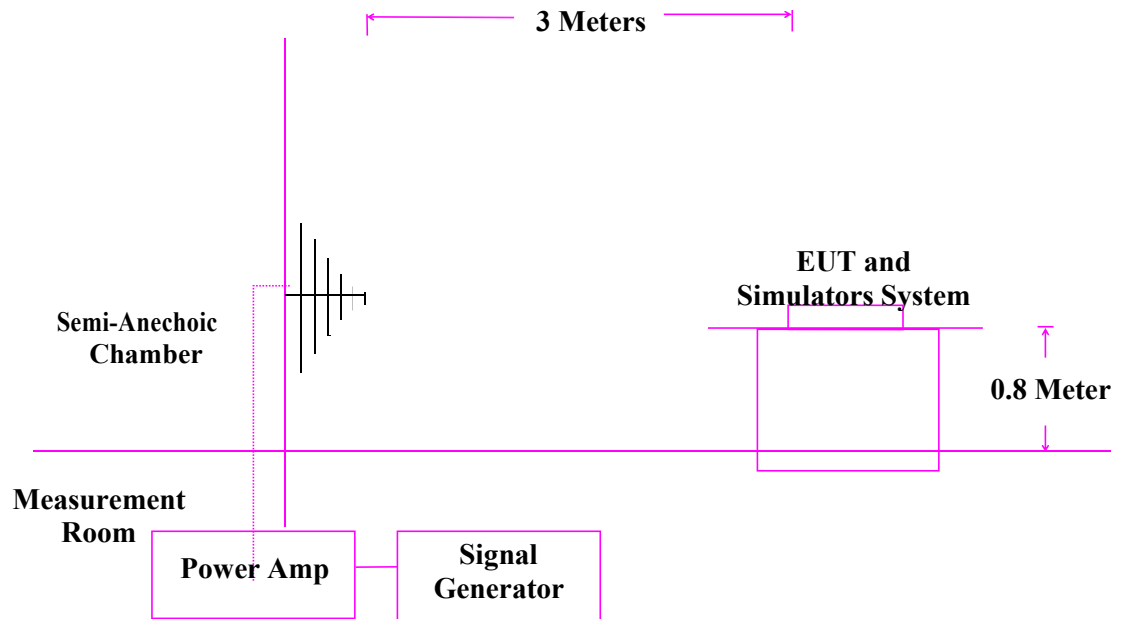 3 Meters
EUT and
Simulators System
Semi-Anechoic
Chamber
0.8 Meter
Measurement
Room
Power Amp
Signal
Generator